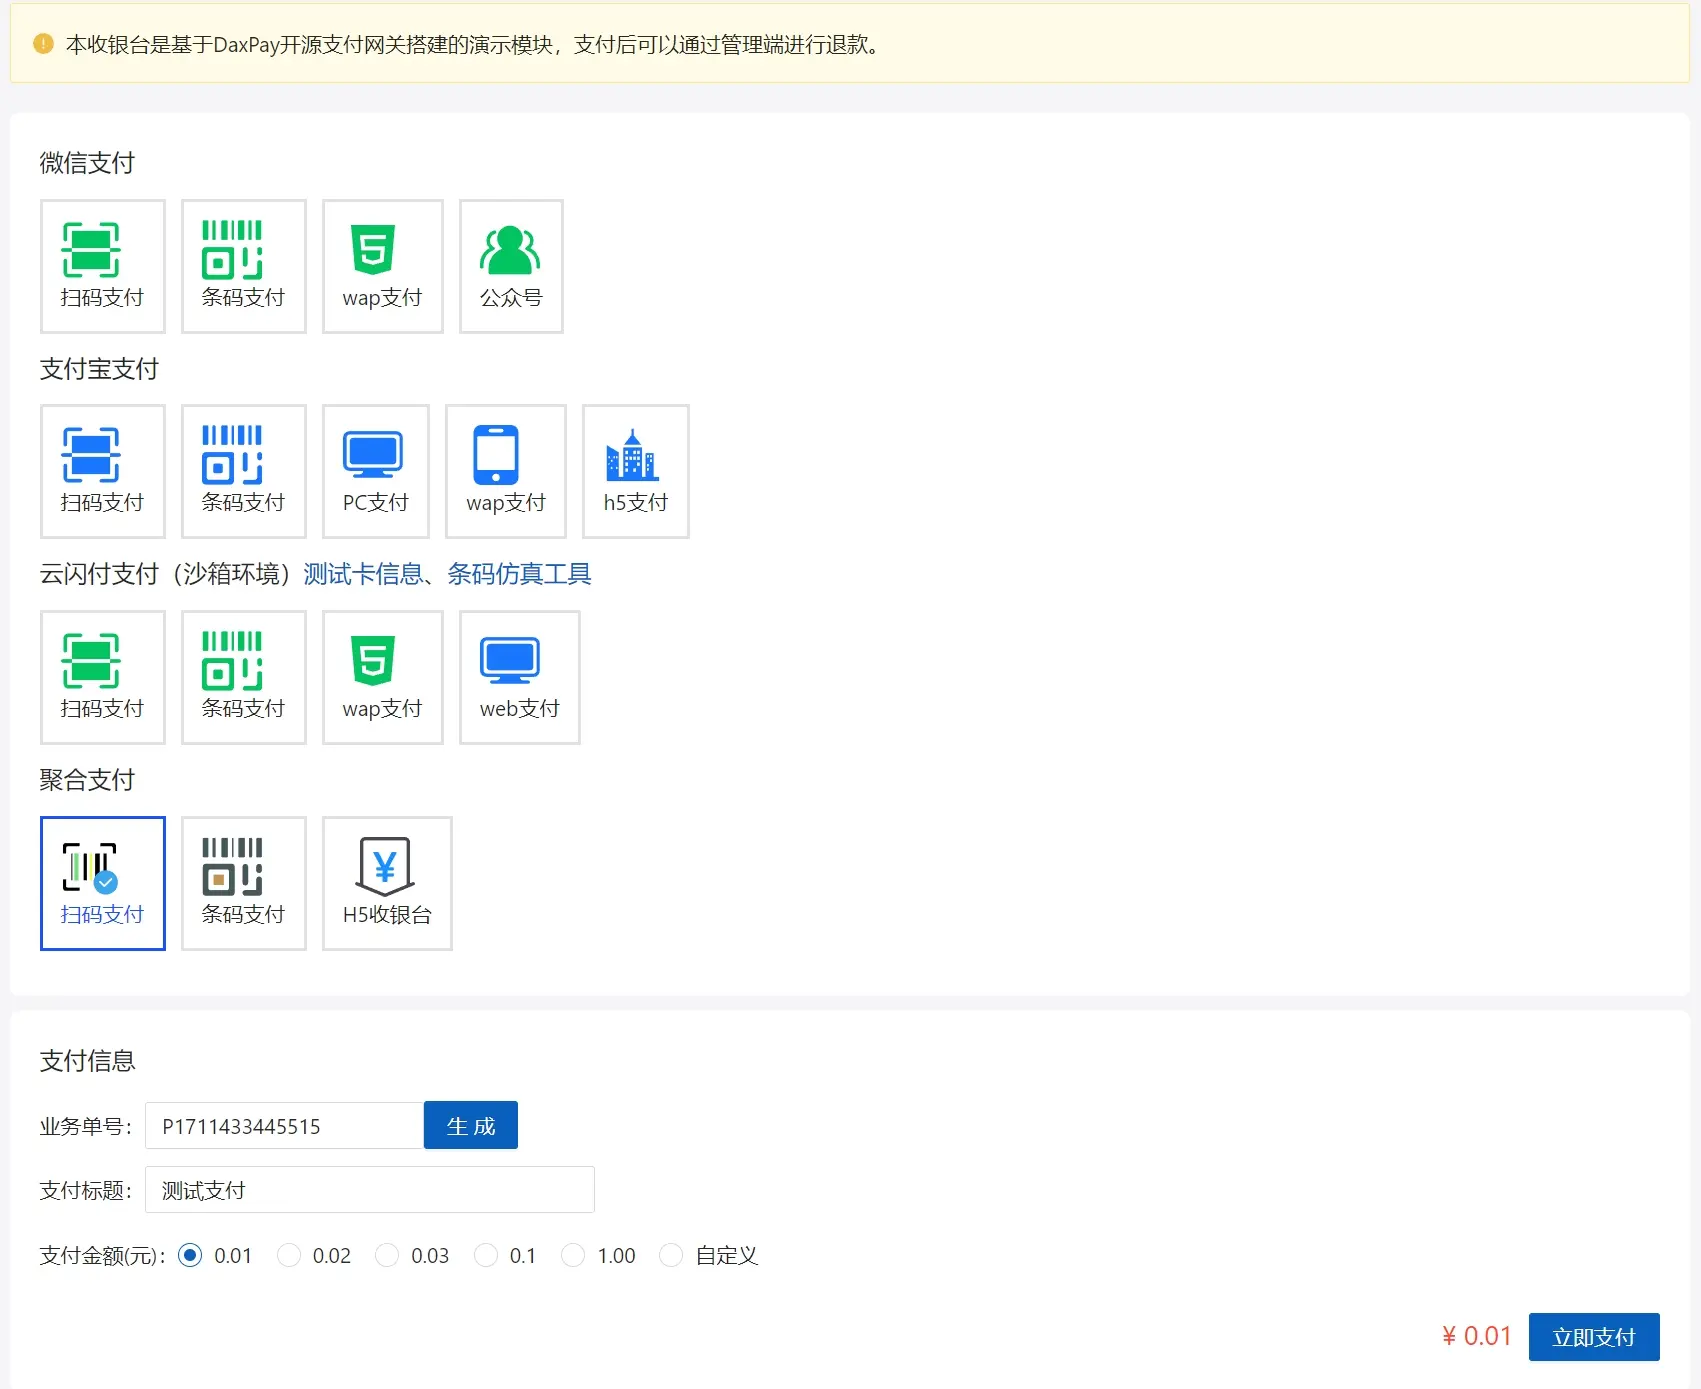 本收银台是基于DaxPay开源支付网关搭建的演示模块，支付后可以通过管理端进行退款。
微信支付
扫码支付 条码支付 wap支付 公众号
支付宝支付
扫码支付 条码支付 PC支付 wap支付 h5支付
云闪付支付（沙箱环境）测试卡信息、条码仿真工具
扫码支付 条码支付 wap支付 web支付
聚合支付
扫码支付 条码支付 H5收银台
支付信息
业务单号： P1711433445515 生 成
支付标题： 测试支付
支付金额(元)： 0.01 0.02 0.03 0.1 1.00 自定义
¥ 0.01 立即支付